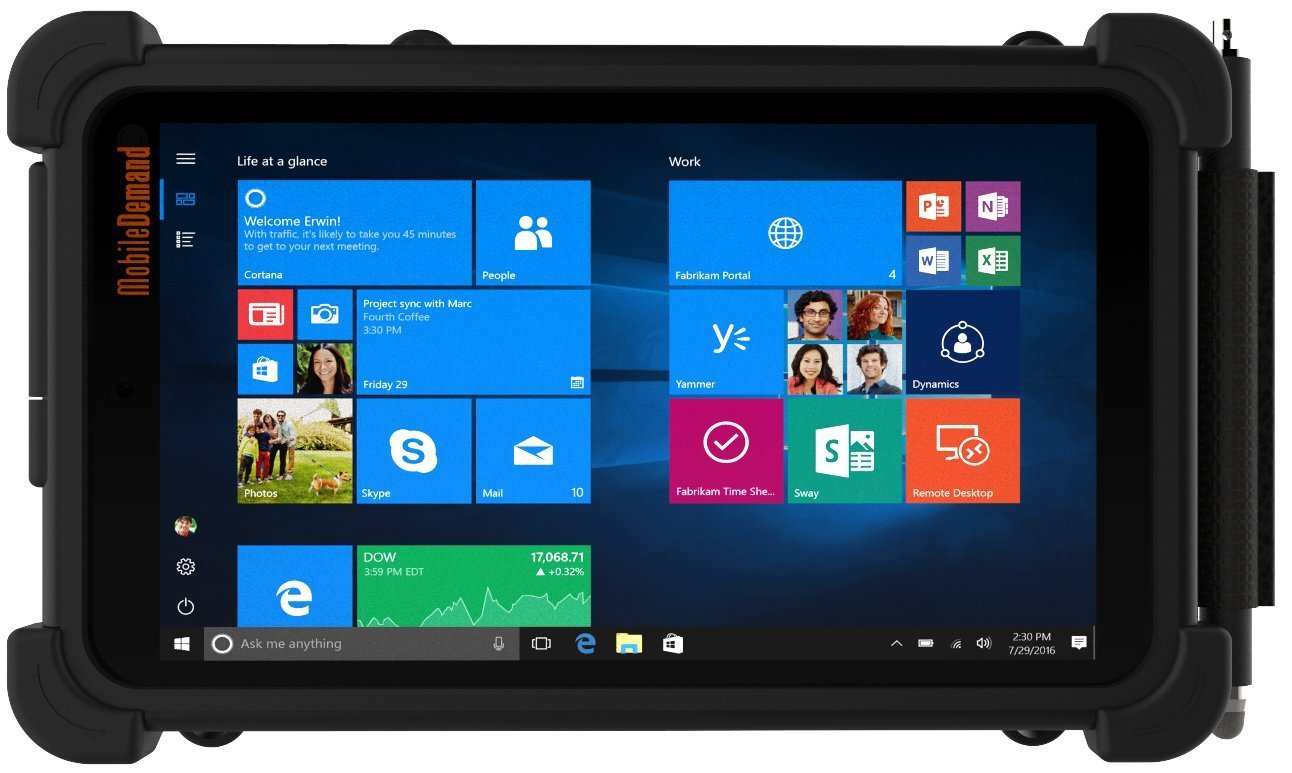 MobileDemand
Life at a glance
Welcome Erwin!
With traffic, it's likely to take you 45 minutes
to get to your next meeting.
Cortana
People
Project sync with Marc
Fourth Coffee
3:30 PM
Friday 29
Photos
S
Skype
Mail
10
DOW
17,068.71
3:59 PM EDT
▲ +0.32%
Work
Fabrikam Portal
4
P
N
W
X
Yammer
Dynamics
Fabrikam Time She...
S
Sway
Remote Desktop
Ask me anything
2:30 PM
7/29/2016